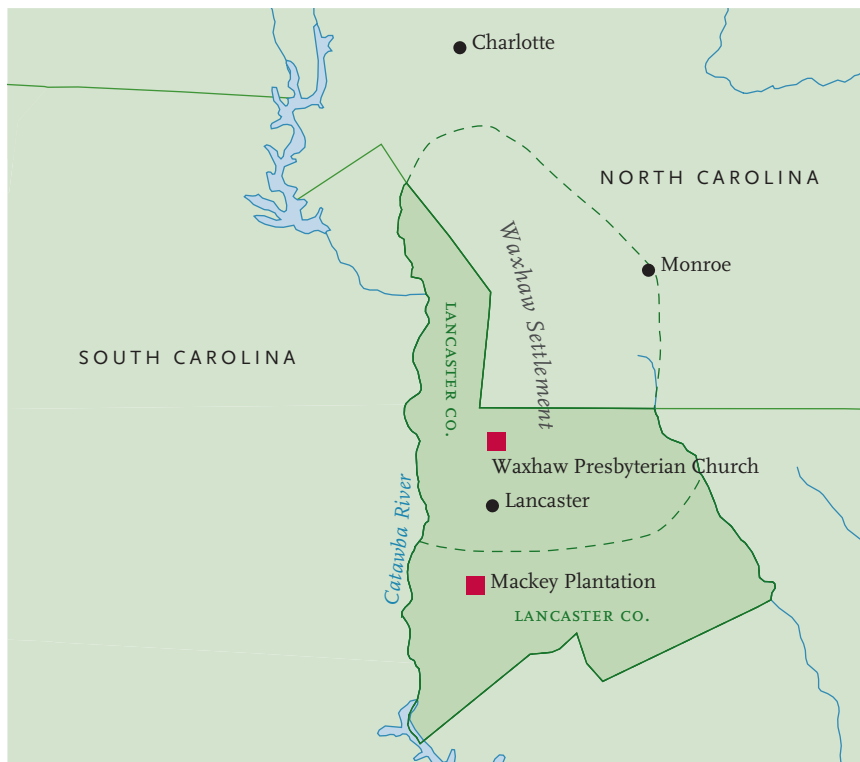 Charlotte
NORTH CAROLINA
Waxhaw Settlement
Monroe
LANCASTER CO.
SOUTH CAROLINA
Waxhaw Presbyterian Church
Lancaster
Catawba River
Mackey Plantation
LANCASTER CO.